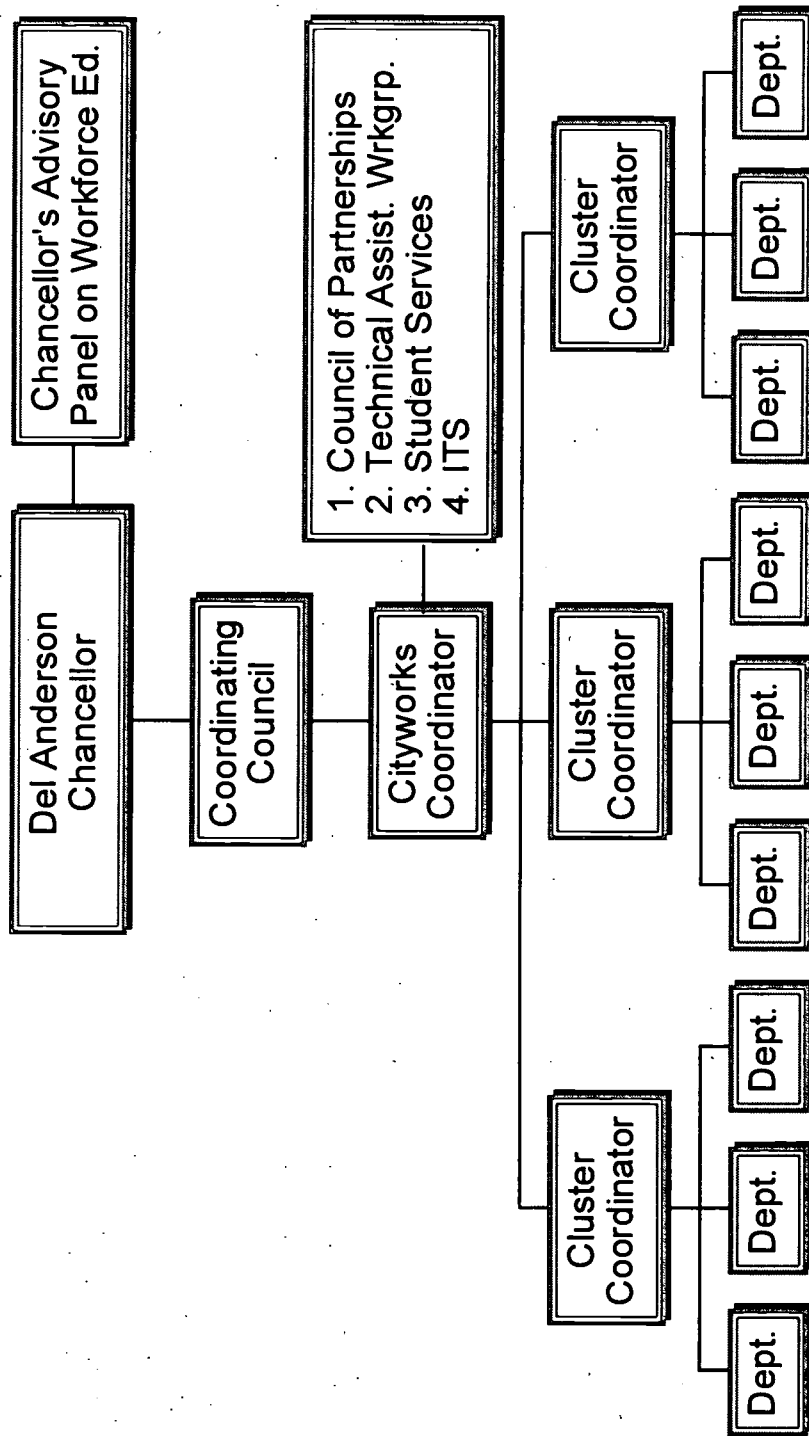 Del Anderson
Chancellor
Chancellor's Advisory
Panel on Workforce Ed.
Coordinating
Council
Cityworks
Coordinator
1. Council of Partnerships
2. Technical Assist. Wrkgrp.
3. Student Services
4. ITS
Cluster
Coordinator
Cluster
Coordinator
Cluster
Coordinator
Dept.
Dept.
Dept.
Dept.
Dept.
Dept.
Dept.
Dept.
Dept.